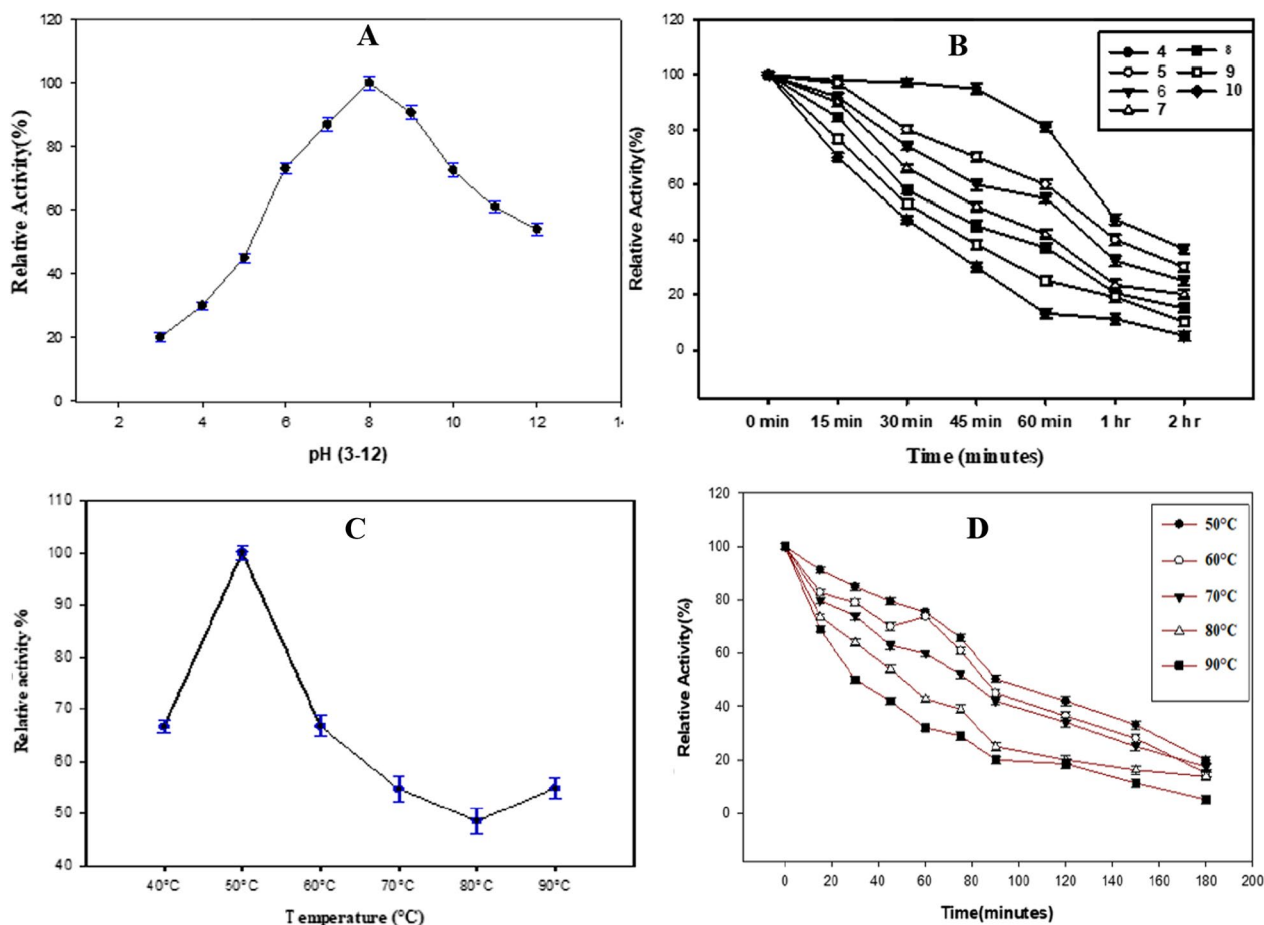 A
120
100
80
60
40
20
0
Relative Activity(%)
2 4 6 8 10 12 1
pH (3-12)
B
120
100
80
60
40
20
0
Relative Activity(%)
4 8
5 9
6 10
7
0 min 15 min 30 min 45 min 60 min 1 hr 2 hr
Time (minutes)
C
110
100
90
80
70
60
50
40
Relative activity %
40°C 50°C 60°C 70°C 80°C 90°C
Temperature (°C)
D
120
100
80
60
40
20
0
Relative Activity(%)
50°C
60°C
70°C
80°C
90°C
0 20 40 60 80 100 120 140 160 180 200
Time(minutes)